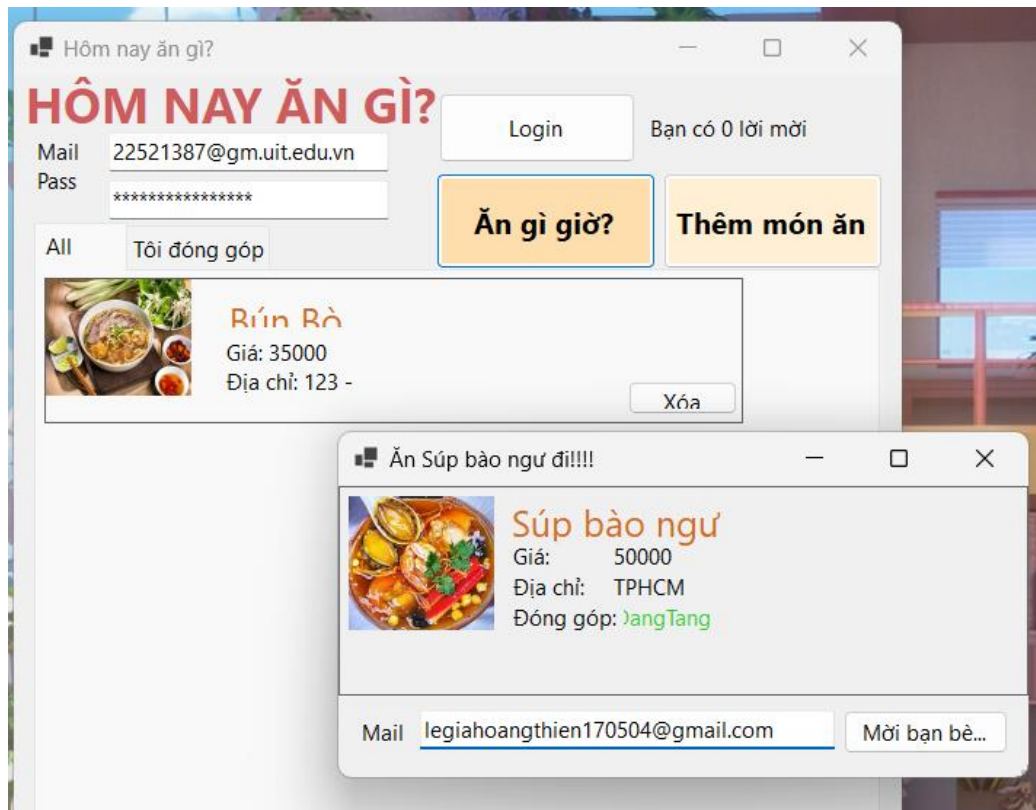 Hôm nay ăn gì?
HÔM NAY ĂN GÌ?
Login
Bạn có 0 lời mời
Mail 22521387@gm.uit.edu.vn
Pass ****************
Ăn gì giờ?
Thêm món ăn
All
Tôi đóng góp
Bún Bò
Giá: 35000
Địa chỉ: 123 -
Xóa
Ăn Súp bào ngư đi!!!!
Súp bào ngư
Giá: 50000
Địa chỉ: TPHCM
Đóng góp: DangTang
Mail legiahoangthien170504@gmail.com
Mời bạn bè...